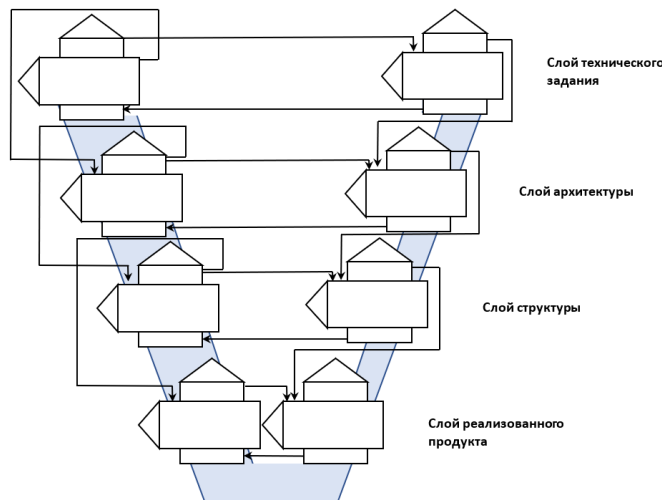 Слой технического
задания
Слой архитектуры
Слой структуры
Слой реализованного
продукта